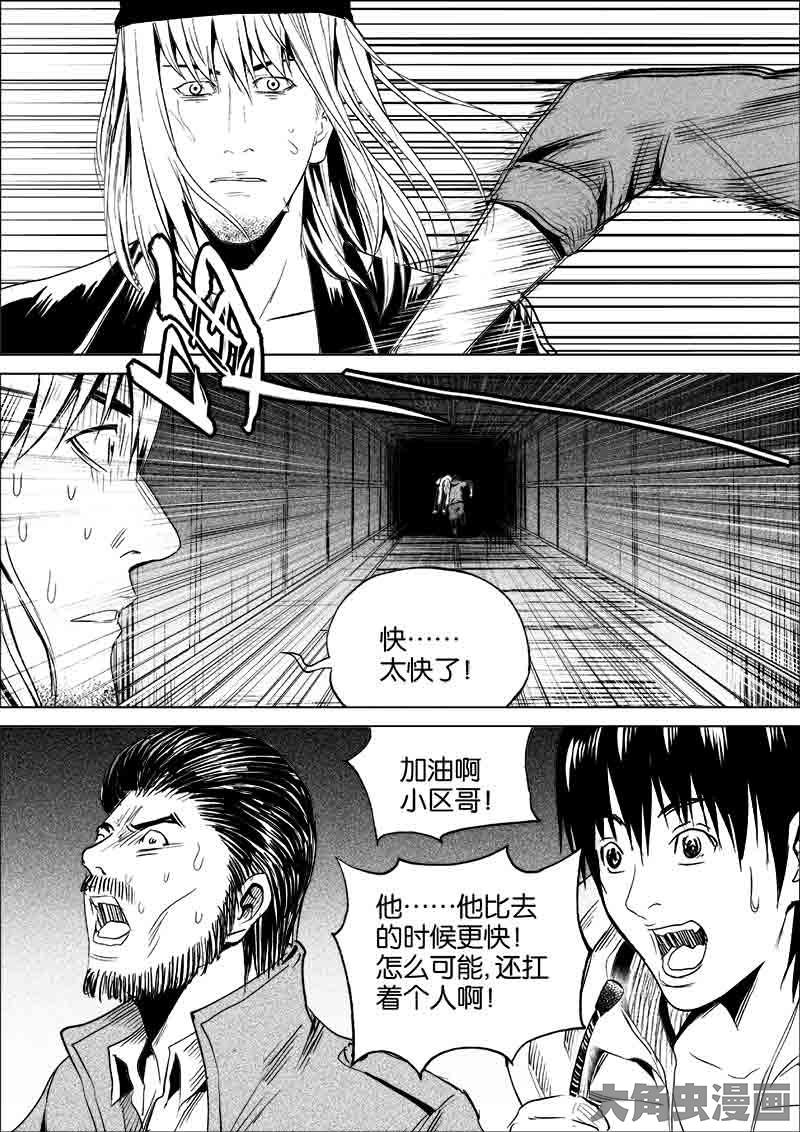 快……
太快了！
加油啊
小区哥！
他……他比去
的时候更快！
怎么可能,还扛
着个人啊！
大角虫漫画